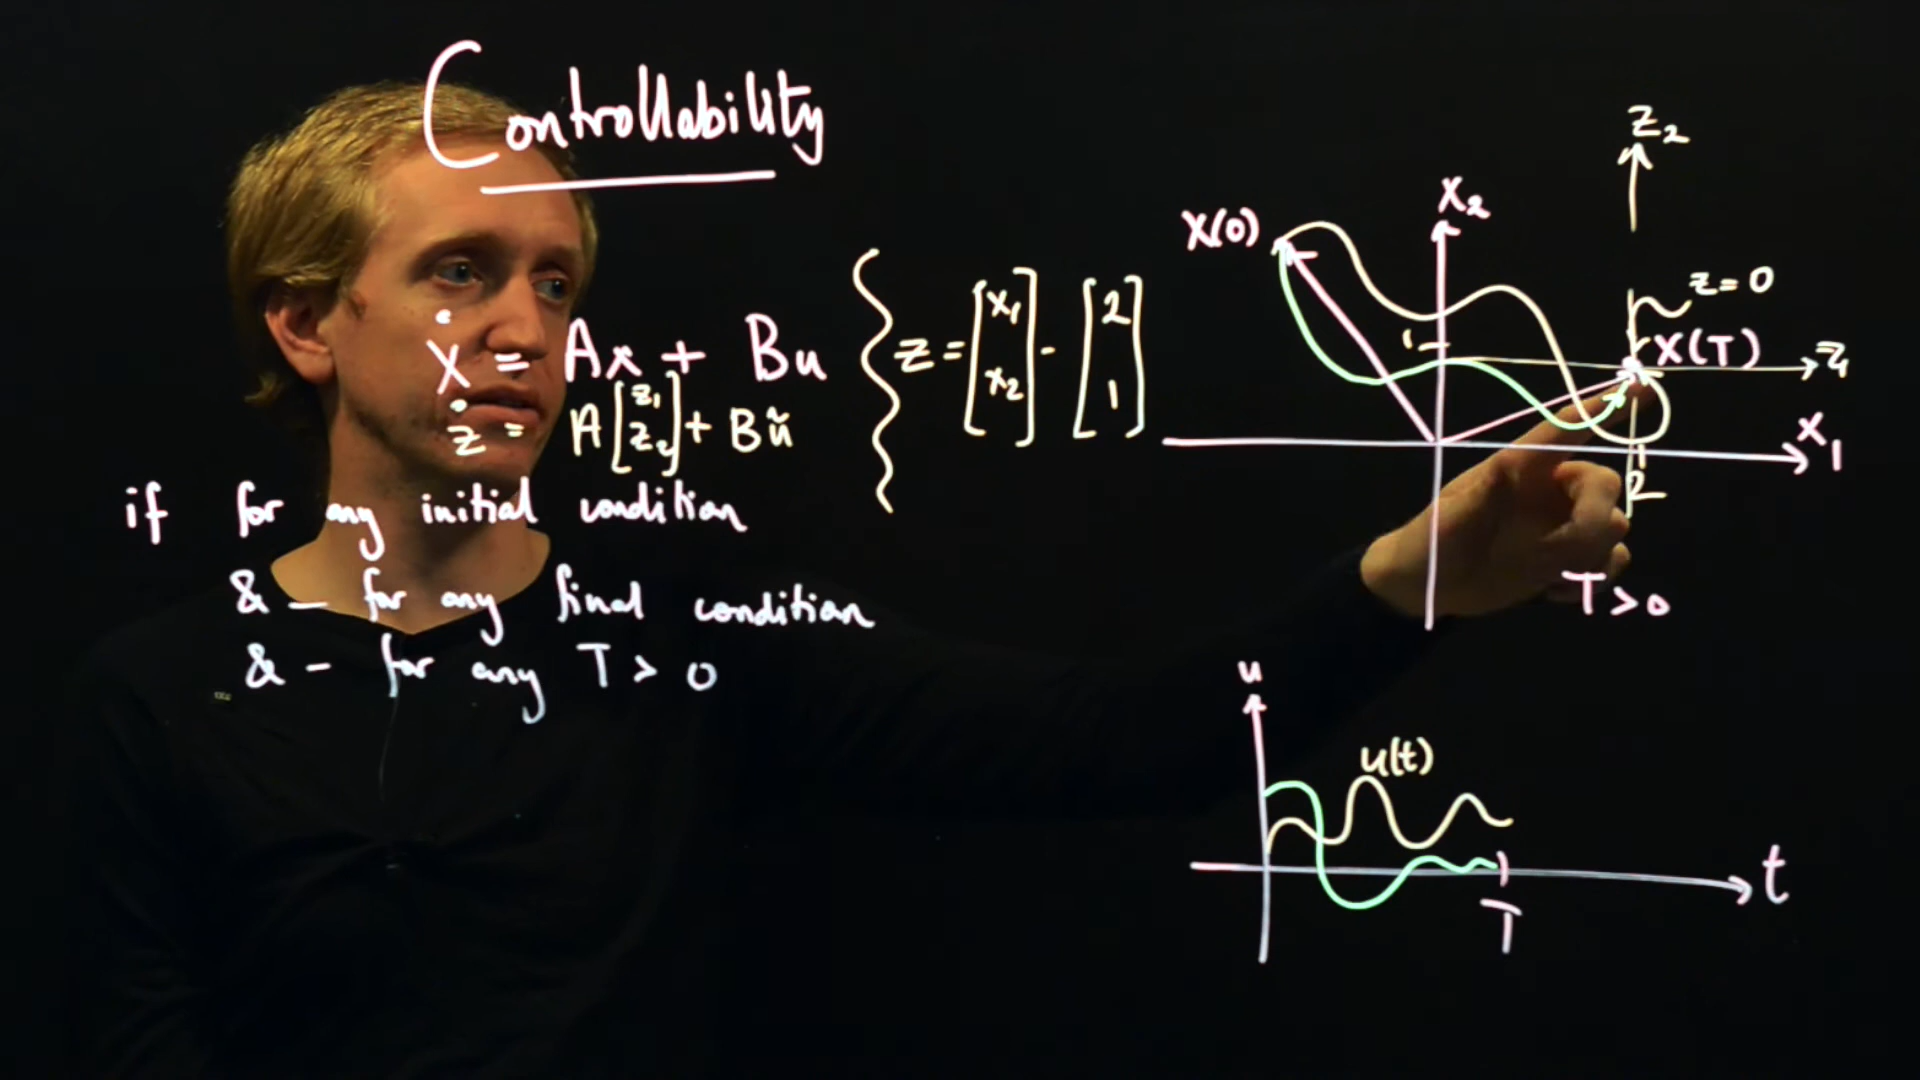 Controllability
ẋ = Ax + Bu
ż = A[z₁ z₂] + Bũ
z = [x₁ x₂] - [2 1]
if for any initial condition
& - for any final condition
& - for any T > 0
z₂
x₂
x(0)
z = 0
1
x(T)
z₁
x₁
2
T > 0
u
u(t)
t
T